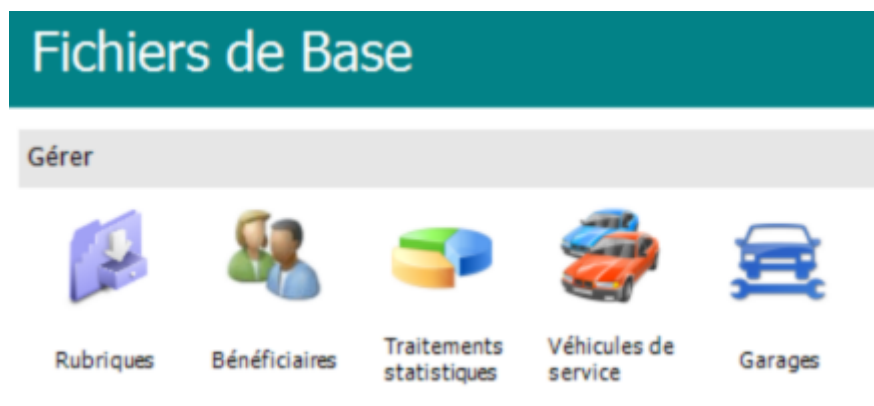 Fichiers de Base
Gérer
Rubriques
Bénéficiaires
Traitements
statistiques
Véhicules de
service
Garages